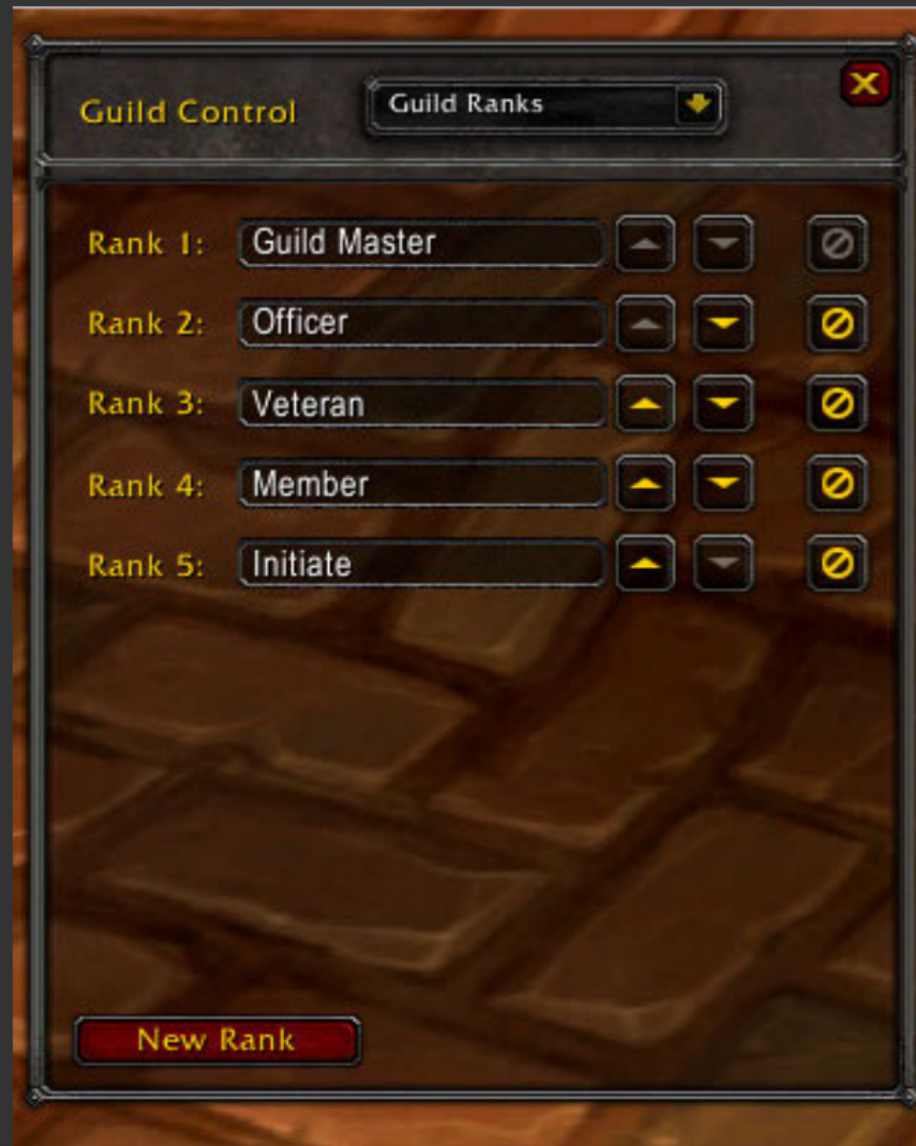 Guild Control
Guild Ranks
Rank 1: Guild Master
Rank 2: Officer
Rank 3: Veteran
Rank 4: Member
Rank 5: Initiate
New Rank